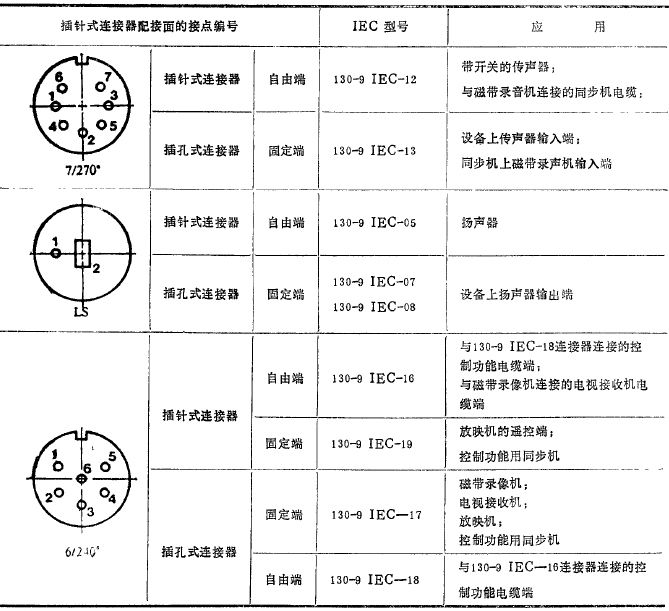 插针式连接器配接面的接点编号 IEC 型号 应 用
6 7
1 3
4 5
2
7/270°
插针式连接器 自由端 130-9 IEC-12 带开关的传声器；
与磁带录音机连接的同步机电缆；
插孔式连接器 固定端 130-9 IEC-13 设备上传声器输入端；
同步机上磁带录声机输入端
1
2
LS
插针式连接器 自由端 130-9 IEC-05 扬声器
插孔式连接器 固定端 130-9 IEC-07
130-9 IEC-08
设备上扬声器输出端
1 5
6
2 4
3
6/240°
插针式连接器 自由端 130-9 IEC-16 与130-9 IEC-18连接器连接的控
制功能电缆端；
与磁带录像机连接的电视接收机电
缆端
固定端 130-9 IEC-19 放映机的遥控端；
控制功能用同步机
插孔式连接器 固定端 130-9 IEC—17 磁带录像机；
电视接收机；
放映机；
控制功能用同步机
自由端 130-9 IEC—18 与130-9 IEC—16连接器连接的控
制功能电缆端